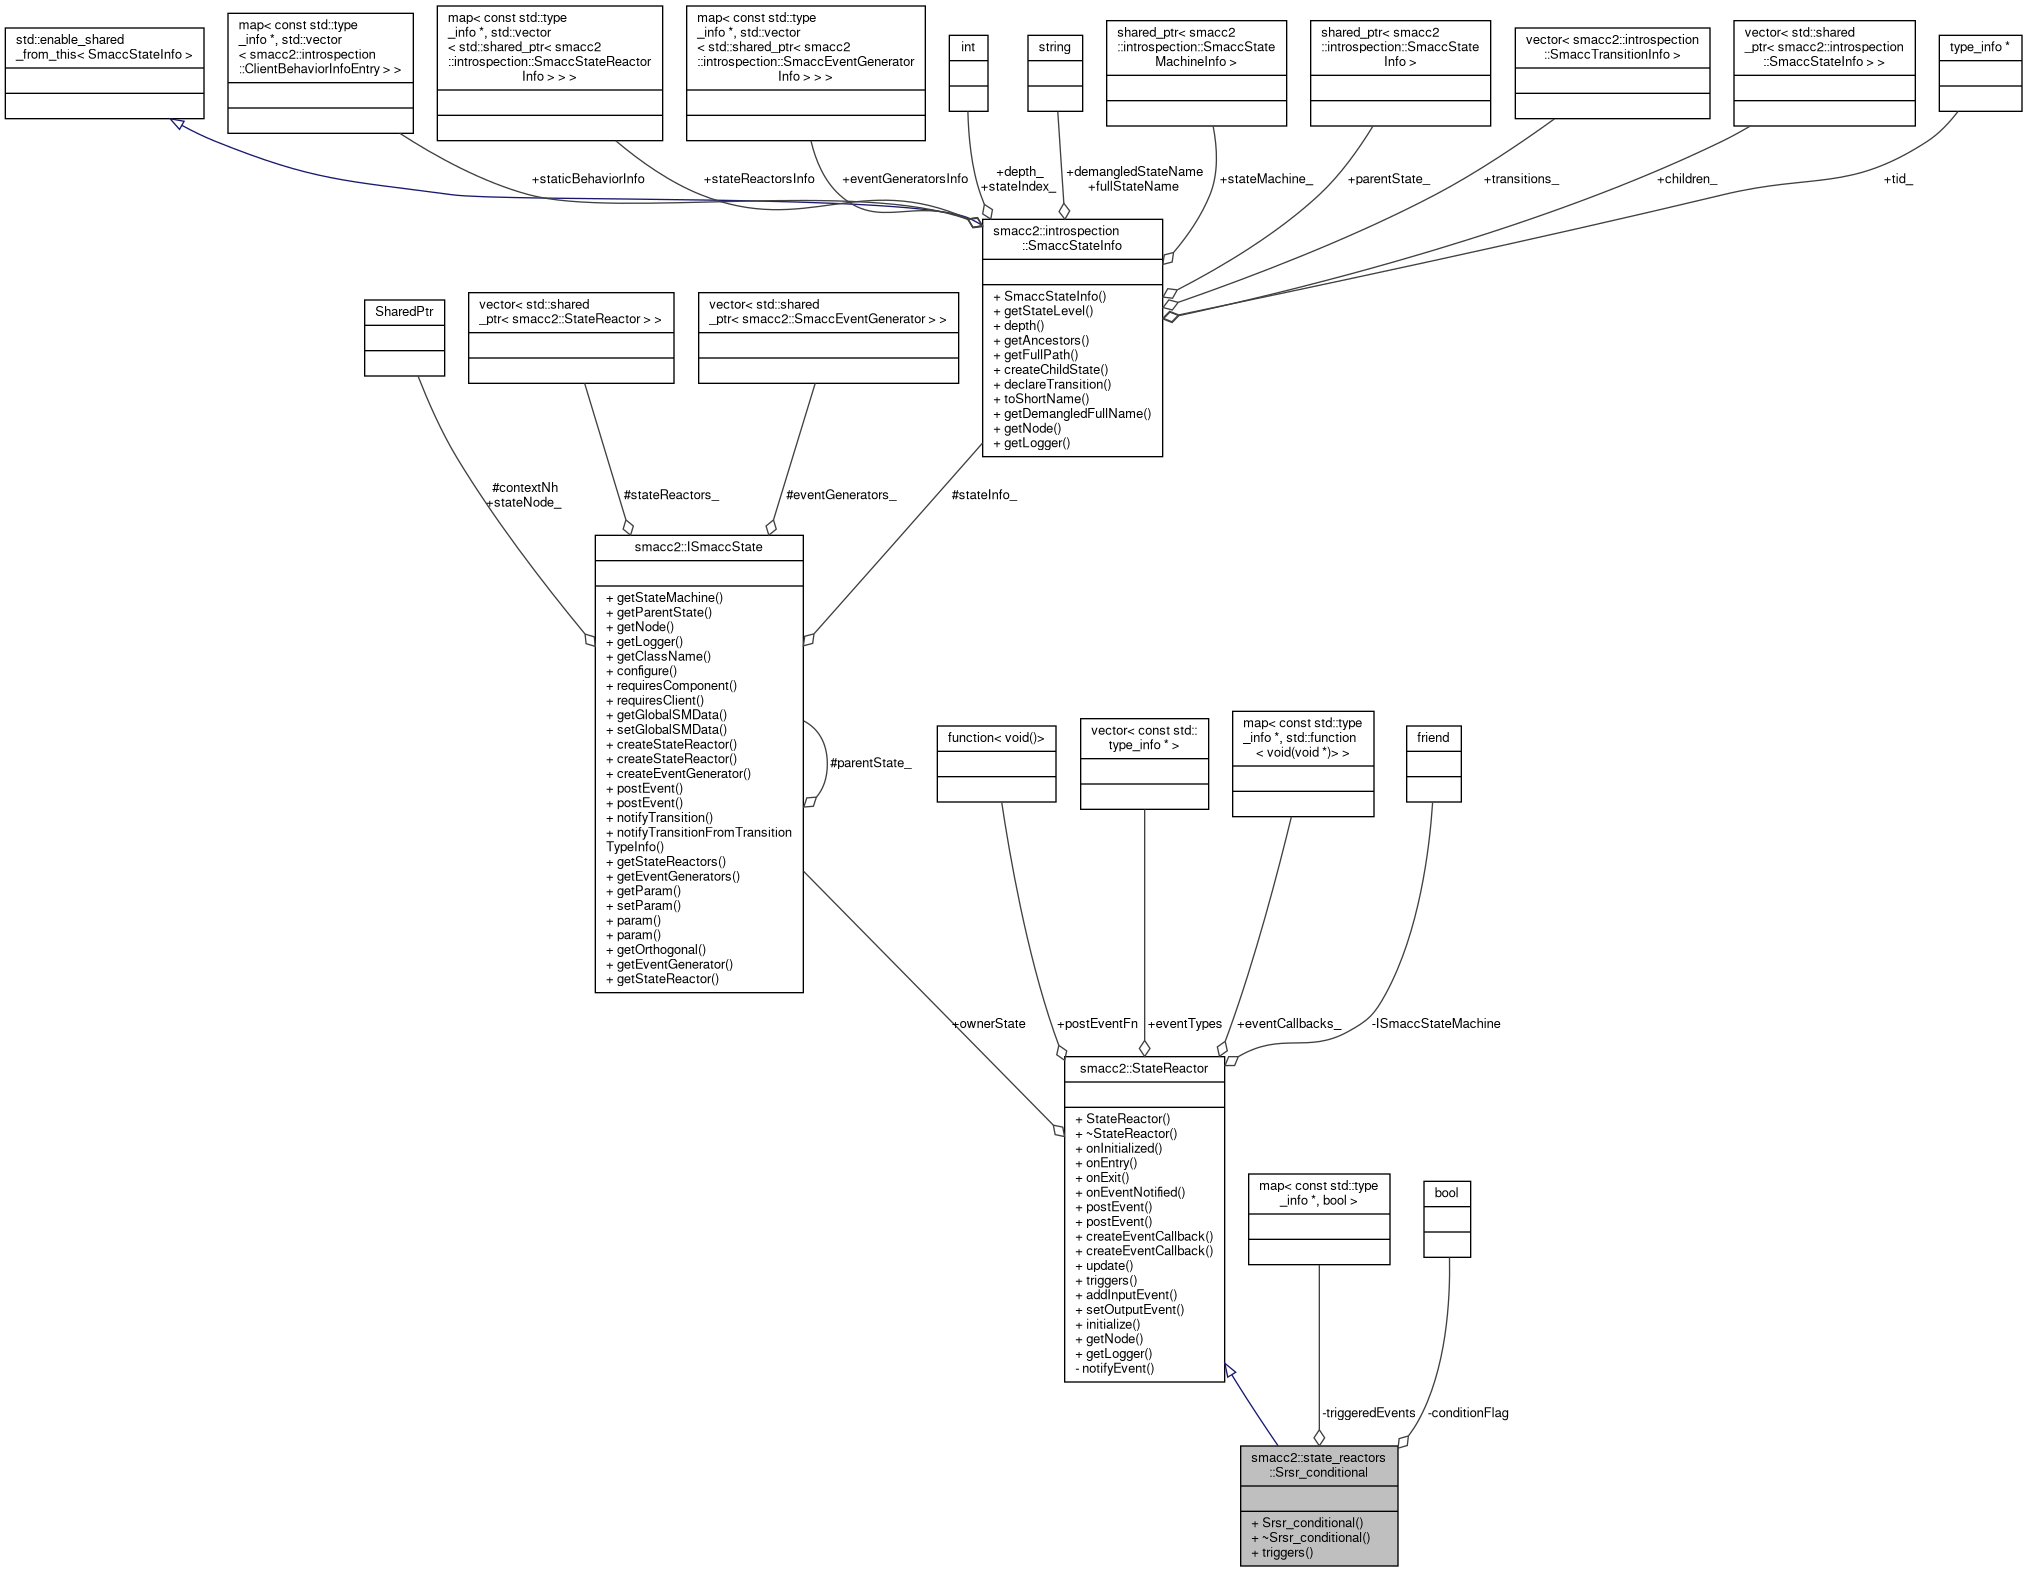 std::enable_shared
_from_this< SmaccStateInfo >
map< const std::type
_info *, std::vector
< smacc2::introspection
::ClientBehaviorInfoEntry > >
map< const std::type
_info *, std::vector
< std::shared_ptr< smacc2
::introspection::SmaccStateReactor
Info > > >
map< const std::type
_info *, std::vector
< std::shared_ptr< smacc2
::introspection::SmaccEventGenerator
Info > > >
int
string
shared_ptr< smacc2
::introspection::SmaccState
MachineInfo >
shared_ptr< smacc2
::introspection::SmaccState
Info >
vector< smacc2::introspection
::SmaccTransitionInfo >
vector< std::shared
_ptr< smacc2::introspection
::SmaccStateInfo > >
type_info *
+staticBehaviorInfo
+stateReactorsInfo
+eventGeneratorsInfo
+depth_
+stateIndex_
+demangledStateName
+fullStateName
+stateMachine_
+parentState_
+transitions_
+children_
+tid_
smacc2::introspection
::SmaccStateInfo
+ SmaccStateInfo()
+ getStateLevel()
+ depth()
+ getAncestors()
+ getFullPath()
+ createChildState()
+ declareTransition()
+ toShortName()
+ getDemangledFullName()
+ getNode()
+ getLogger()
SharedPtr
vector< std::shared
_ptr< smacc2::StateReactor > >
vector< std::shared
_ptr< smacc2::SmaccEventGenerator > >
#contextNh
+stateNode_
#stateReactors_
#eventGenerators_
#stateInfo_
smacc2::ISmaccState
+ getStateMachine()
+ getParentState()
+ getNode()
+ getLogger()
+ getClassName()
+ configure()
+ requiresComponent()
+ requiresClient()
+ getGlobalSMData()
+ setGlobalSMData()
+ createStateReactor()
+ createStateReactor()
+ createEventGenerator()
+ postEvent()
+ postEvent()
+ notifyTransition()
+ notifyTransitionFromTransition
TypeInfo()
+ getStateReactors()
+ getEventGenerators()
+ getParam()
+ setParam()
+ param()
+ param()
+ getOrthogonal()
+ getEventGenerator()
+ getStateReactor()
#parentState_
function< void()>
vector< const std::
type_info * >
map< const std::type
_info *, std::function
< void(void *)> >
friend
+ownerState
+postEventFn
+eventTypes
+eventCallbacks_
-ISmaccStateMachine
smacc2::StateReactor
+ StateReactor()
+ ~StateReactor()
+ onInitialized()
+ onEntry()
+ onExit()
+ onEventNotified()
+ postEvent()
+ postEvent()
+ createEventCallback()
+ createEventCallback()
+ update()
+ triggers()
+ addInputEvent()
+ setOutputEvent()
+ initialize()
+ getNode()
+ getLogger()
- notifyEvent()
map< const std::type
_info *, bool >
bool
-triggeredEvents
-conditionFlag
smacc2::state_reactors
::Srsr_conditional
+ Srsr_conditional()
+ ~Srsr_conditional()
+ triggers()